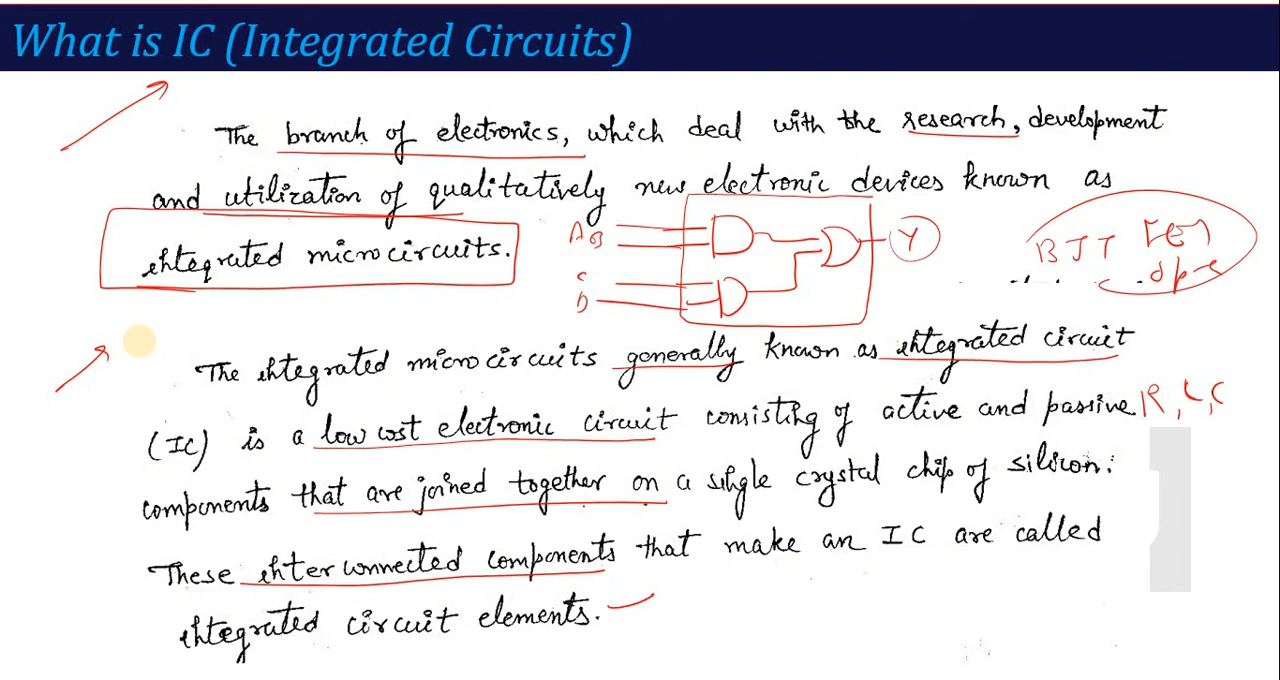 What is IC (Integrated Circuits)
The branch of electronics, which deal with the research, development
and utilization of qualitatively new electronic devices known as
integrated microcircuits.
A
B
C
D
Y
BJT FET
The integrated microcircuits generally known as integrated circuit
(IC) is a low cost electronic circuit consisting of active and passive R, L, C
components that are joined together on a single crystal chip of silicon.
These interconnected components that make an IC are called
integrated circuit elements.